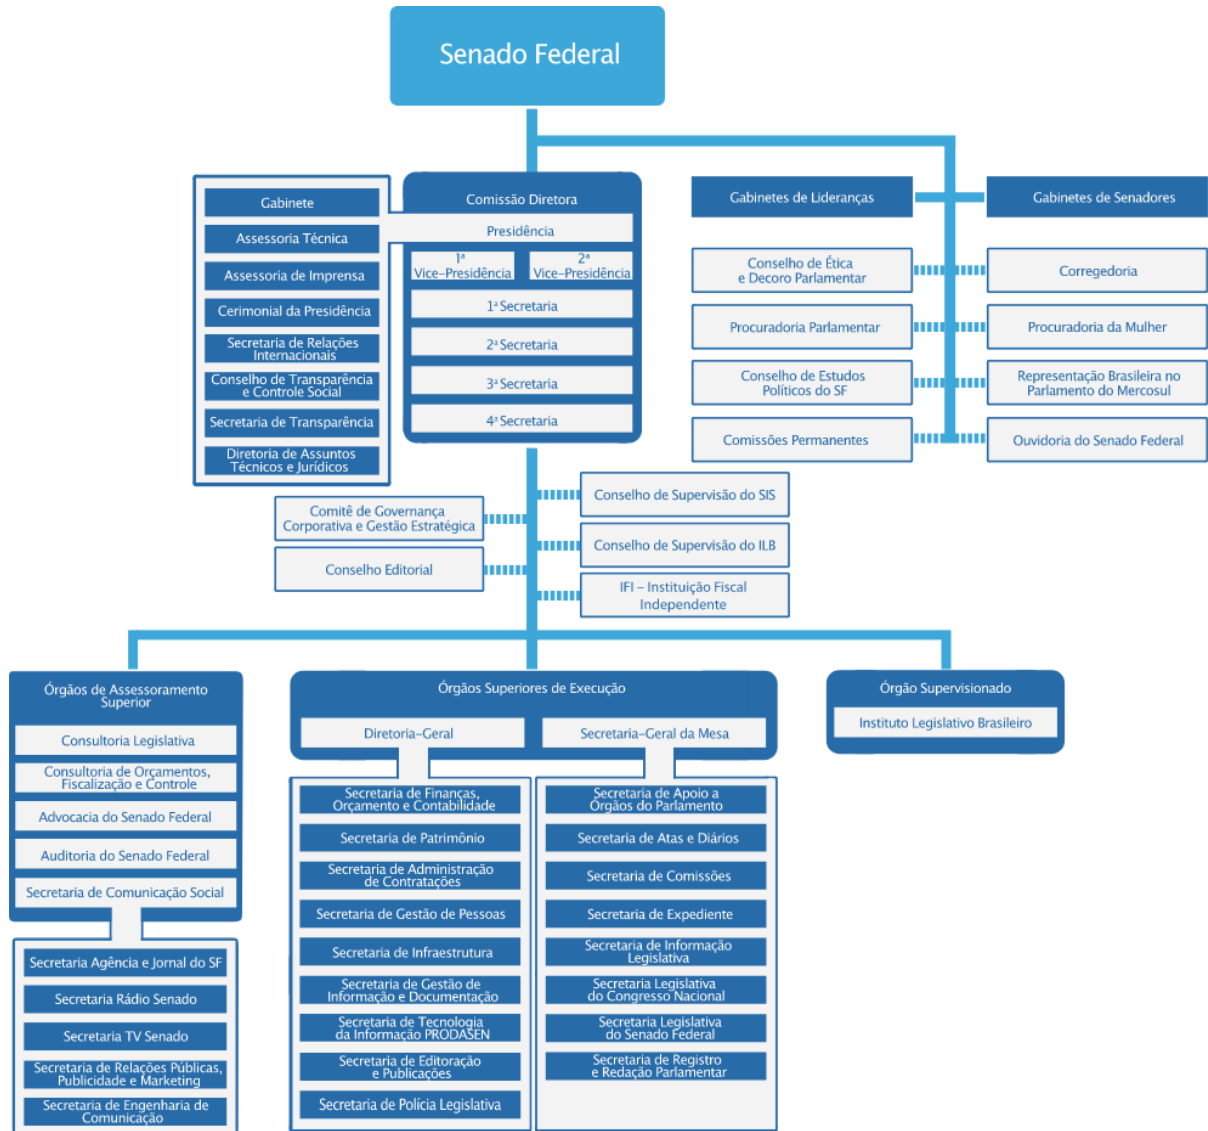 Senado Federal
Gabinete
Assessoria Técnica
Assessoria de Imprensa
Cerimonial da Presidência
Secretaria de Relações
Internacionais
Conselho de Transparência
e Controle Social
Secretaria de Transparência
Diretoria de Assuntos
Técnicos e Jurídicos
Comissão Diretora
Presidência
1ª
Vice-Presidência
2ª
Vice-Presidência
1ª Secretaria
2ª Secretaria
3ª Secretaria
4ª Secretaria
Gabinetes de Lideranças
Gabinetes de Senadores
Conselho de Ética
e Decoro Parlamentar
Corregedoria
Procuradoria Parlamentar
Procuradoria da Mulher
Conselho de Estudos
Políticos do SF
Representação Brasileira no
Parlamento do Mercosul
Comissões Permanentes
Ouvidoria do Senado Federal
Comitê de Governança
Corporativa e Gestão Estratégica
Conselho Editorial
Conselho de Supervisão do SIS
Conselho de Supervisão do ILB
IFI – Instituição Fiscal
Independente
Órgãos de Assessoramento
Superior
Consultoria Legislativa
Consultoria de Orçamentos,
Fiscalização e Controle
Advocacia do Senado Federal
Auditoria do Senado Federal
Secretaria de Comunicação Social
Secretaria Agência e Jornal do SF
Secretaria Rádio Senado
Secretaria TV Senado
Secretaria de Relações Públicas,
Publicidade e Marketing
Secretaria de Engenharia de
Comunicação
Órgãos Superiores de Execução
Diretoria-Geral
Secretaria-Geral da Mesa
Secretaria de Finanças,
Orçamento e Contabilidade
Secretaria de Patrimônio
Secretaria de Administração
de Contratações
Secretaria de Gestão de Pessoas
Secretaria de Infraestrutura
Secretaria de Gestão de
Informação e Documentação
Secretaria de Tecnologia
da Informação PRODASEN
Secretaria de Editoração
e Publicações
Secretaria de Polícia Legislativa
Secretaria de Apoio a
Órgãos do Parlamento
Secretaria de Atas e Diários
Secretaria de Comissões
Secretaria de Expediente
Secretaria de Informação
Legislativa
Secretaria Legislativa
do Congresso Nacional
Secretaria Legislativa
do Senado Federal
Secretaria de Registro
e Redação Parlamentar
Órgão Supervisionado
Instituto Legislativo Brasileiro